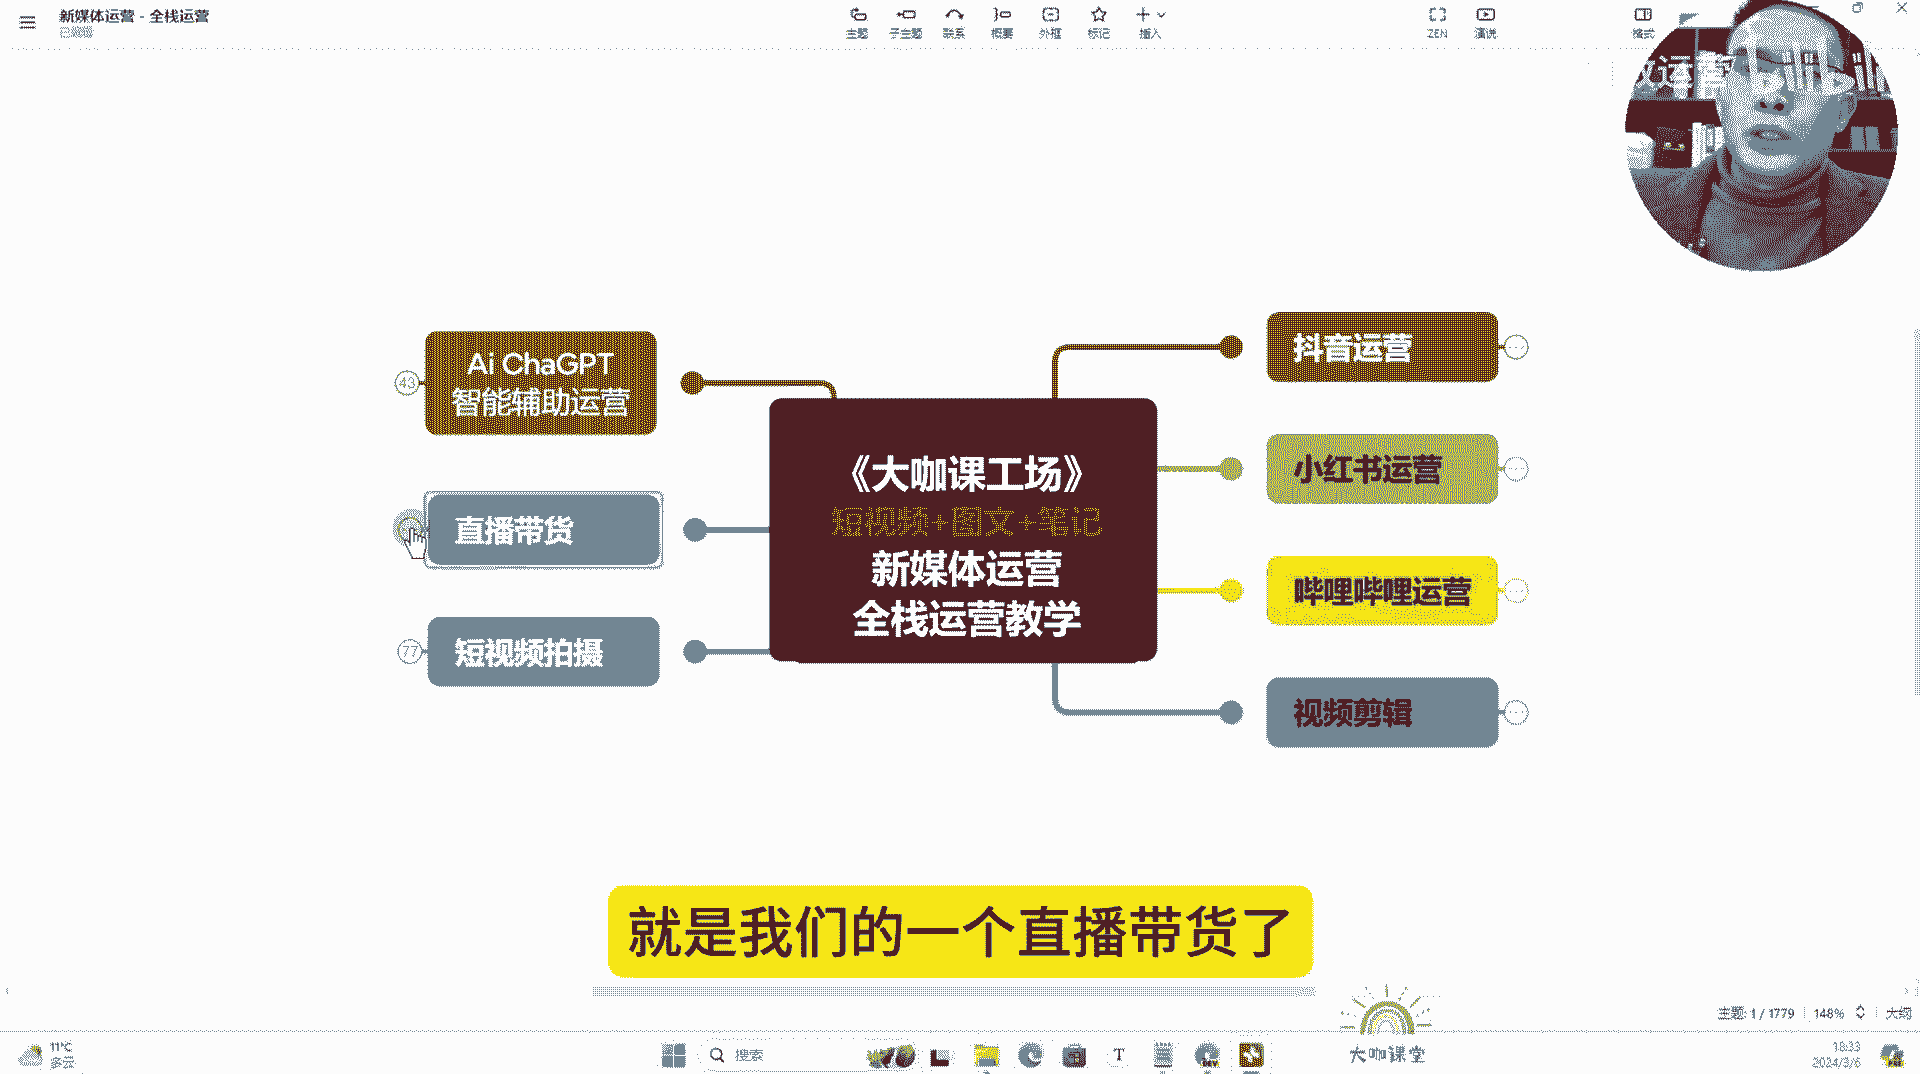 新媒体运营 - 全栈运营
已编辑
主题
子主题
联系
概要
外框
标记
插入
ZEN
演说
格式
效运营
Ai ChaGPT
智能辅助运营
43
直播带货
短视频拍摄
77
《大咖课工场》
短视频+图文+笔记
新媒体运营
全栈运营教学
抖音运营
小红书运营
哔哩哔哩运营
视频剪辑
就是我们的一个直播带货了
主题: 1 / 1779
148%
大纲
11°C
多云
搜索
大咖课堂
18:33
2024/3/6